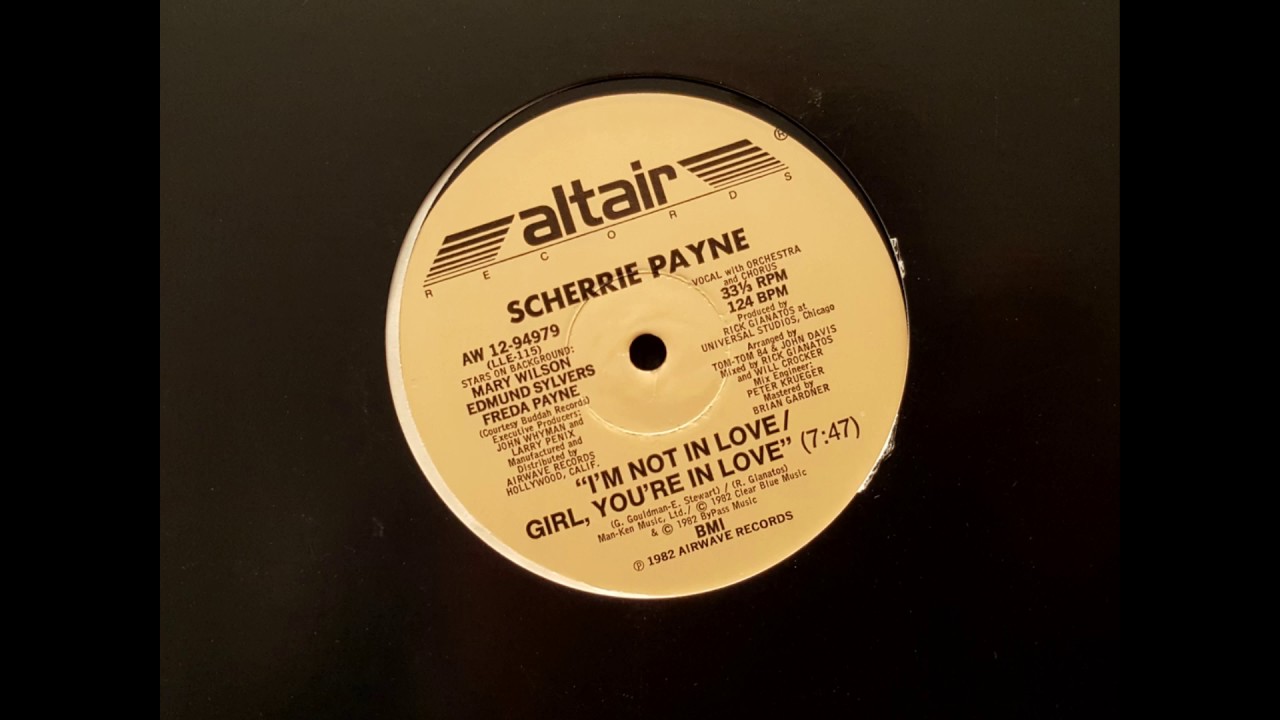 ®
altair
RECORDS
SCHERRIE PAYNE
VOCAL with ORCHESTRA
and CHORUS
33⅓ RPM
124 BPM
Produced by
RICK GIANATOS at
UNIVERSAL STUDIOS, Chicago
Arranged by
TOM-TOM 84 & JOHN DAVIS
Mixed by RICK GIANATOS
and WILL CROCKER
Mix Engineer:
PETER KRUEGER
Mastered by
BRIAN GARDNER
AW 12-94979
(LLE-115)
STARS ON BACKGROUND:
MARY WILSON
EDMUND SYLVERS
FREDA PAYNE
(Courtesy Buddah Records)
Executive Producers:
JOHN WHYMAN and
LARRY PENIX
Manufactured and
Distributed by
AIRWAVE RECORDS
HOLLYWOOD, CALIF.
"I'M NOT IN LOVE/
GIRL, YOU'RE IN LOVE" (7:47)
(G. Gouldman-E. Stewart) / (R. Gianatos)
Man-Ken Music, Ltd./ © 1982 Clear Blue Music
& © 1982 ByPass Music
BMI
℗ 1982 AIRWAVE RECORDS